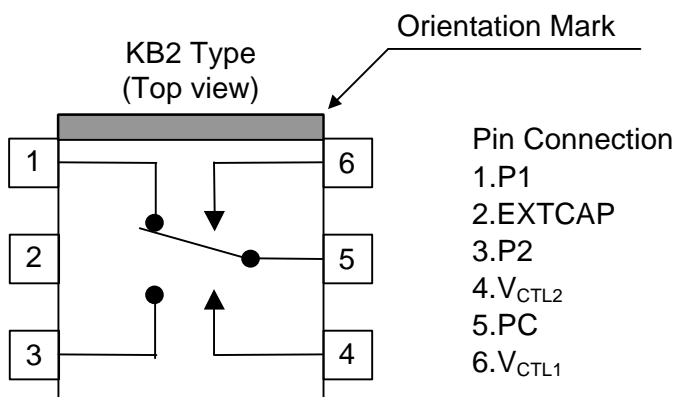 Orientation Mark
KB2 Type
(Top view)
1
6
2
5
3
4
Pin Connection
1.P1
2.EXTCAP
3.P2
4.VCTL2
5.PC
6.VCTL1